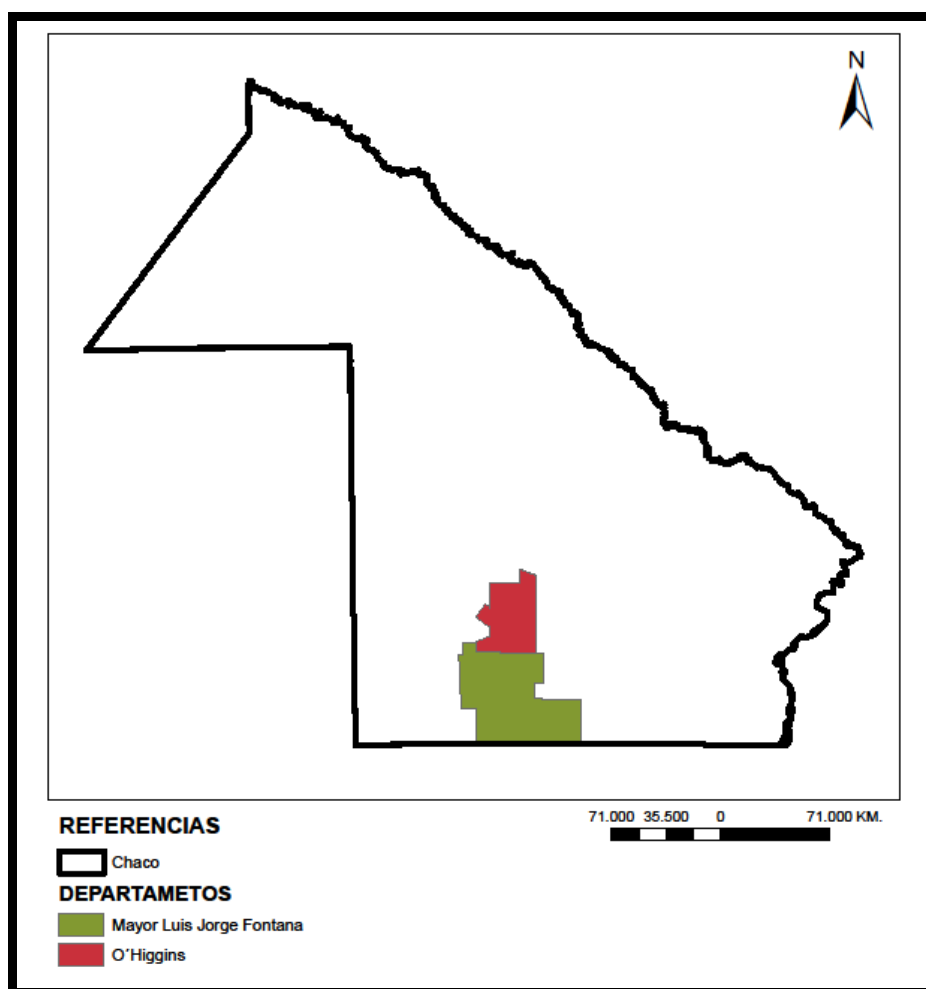 N
REFERENCIAS
71.000 35.500 0 71.000 KM.
Chaco
DEPARTAMETOS
Mayor Luis Jorge Fontana
O´Higgins